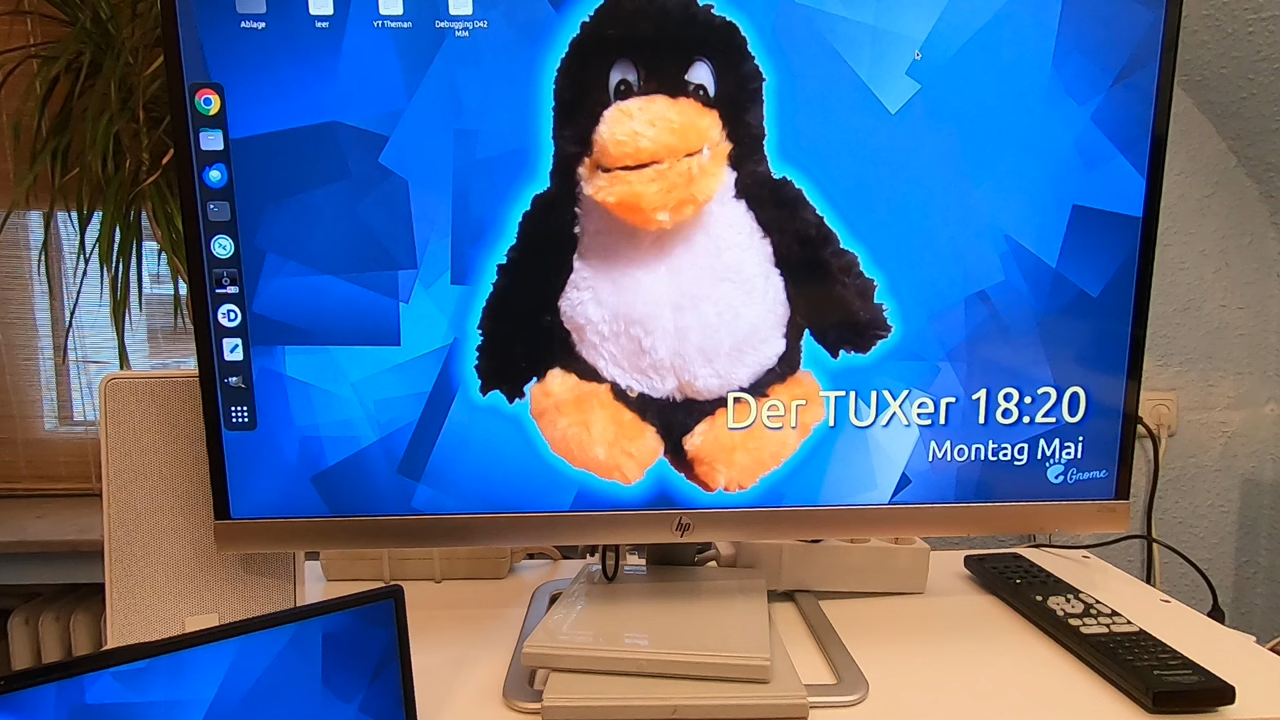 Ablage
leer
YT Theman
Debugging D42
MM
Der TUXer 18:20
Montag Mai
Gnome
hp